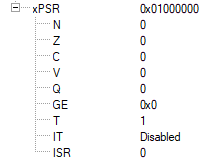 xPSR 0x01000000
N 0
Z 0
C 0
V 0
Q 0
GE 0x0
T 1
IT Disabled
ISR 0